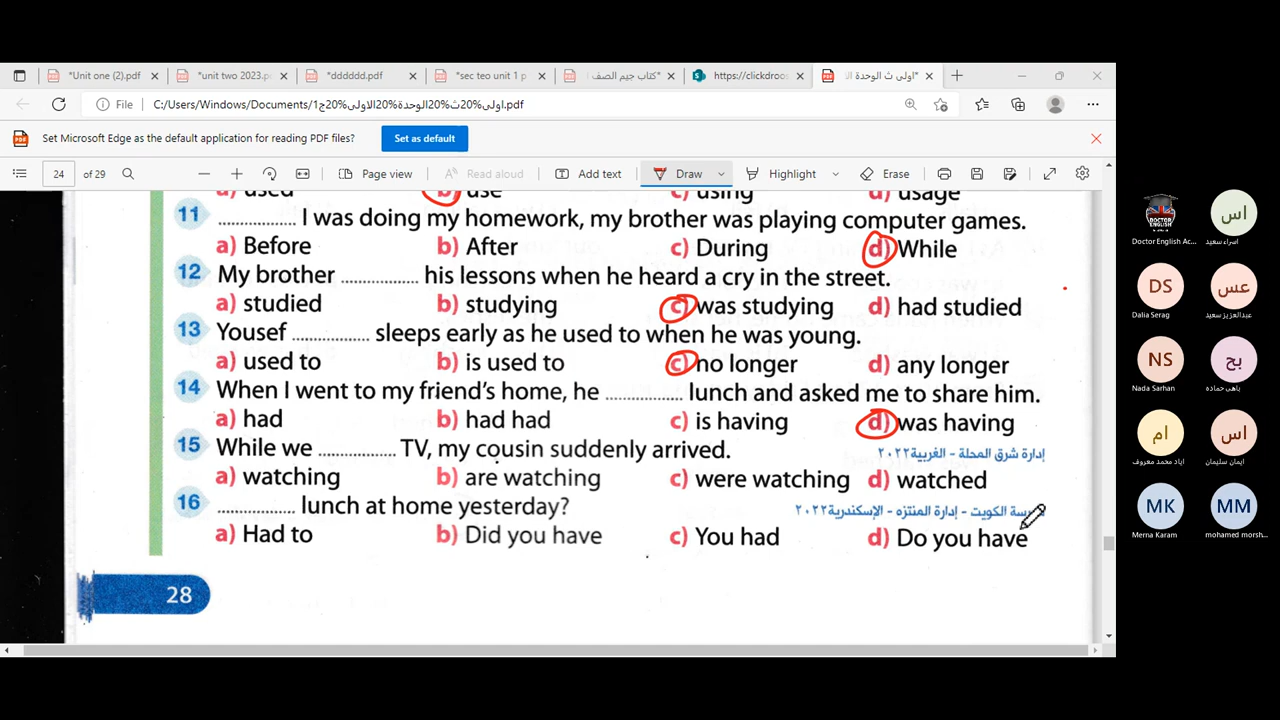 *Unit one (2).pdf
*unit two 2023.p
*dddddd.pdf
*sec teo unit 1 p
*كتاب جيم الصف ا
https://clickdroo
*اولى ث الوحدة الا
File
C:/Users/Windows/Documents/1اولى%20ث%20الوحدة%20الاولى%20ج.pdf
Set Microsoft Edge as the default application for reading PDF files?
Set as default
24 of 29
Page view
Read aloud
Add text
Draw
Highlight
Erase
a) used b) use c) using d) usage
11 ............... I was doing my homework, my brother was playing computer games.
a) Before b) After c) During d) While
12 My brother ............... his lessons when he heard a cry in the street.
a) studied b) studying c) was studying d) had studied
13 Yousef ............... sleeps early as he used to when he was young.
a) used to b) is used to c) no longer d) any longer
14 When I went to my friend's home, he ............... lunch and asked me to share him.
a) had b) had had c) is having d) was having
15 While we ............... TV, my cousin suddenly arrived.
إدارة شرق المحلة - الغربية ٢٠٢٢
a) watching b) are watching c) were watching d) watched
16 ............... lunch at home yesterday?
الكويت - إدارة المنتزه - الإسكندرية ٢٠٢٢
a) Had to b) Did you have c) You had d) Do you have
28
DOCTOR ENGLISH
Doctor English Ac...
اس
اسراء سعيد
DS
Dalia Serag
عس
عبدالعزيز سعيد
NS
Nada Sarhan
بح
باهى حماده
ام
اياد محمد معروف
اس
ايمان سليمان
MK
Merna Karam
MM
mohamed morsh...